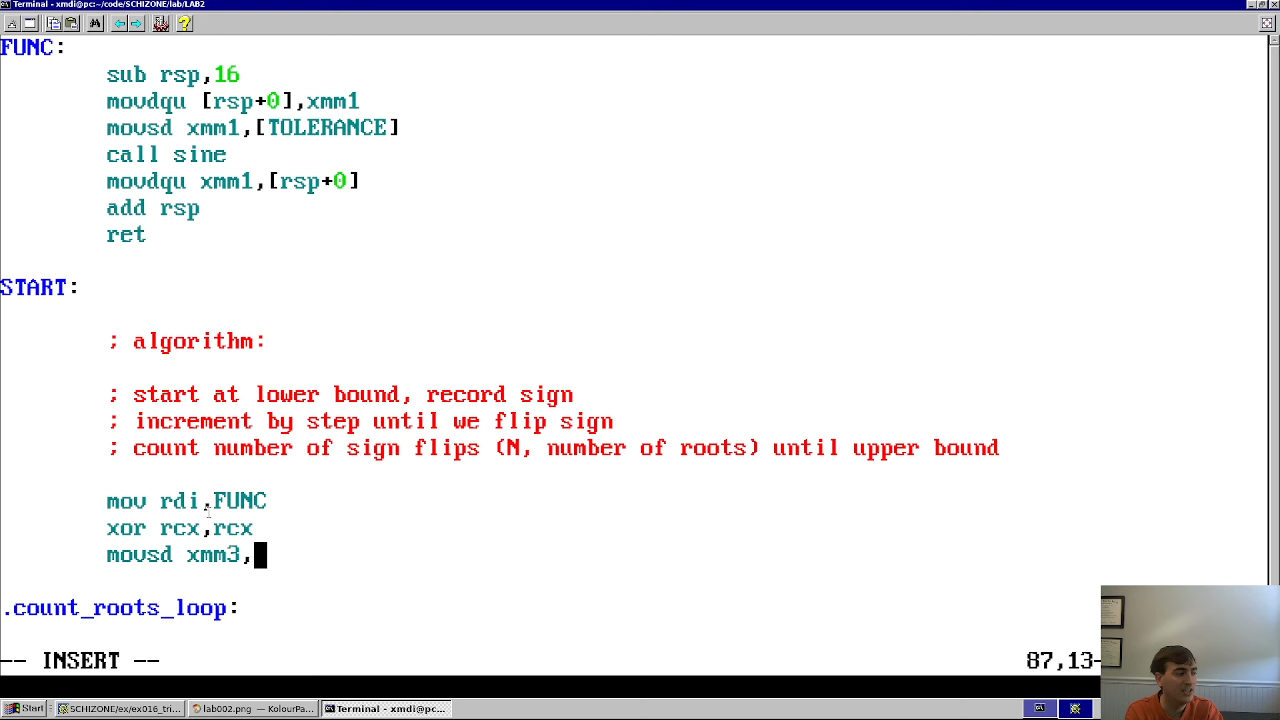 Terminal - xmdi@pc:~/code/SCHIZONE/lab/LAB2
FUNC:
sub rsp,16
movdqu [rsp+0],xmm1
movsd xmm1,[TOLERANCE]
call sine
movdqu xmm1,[rsp+0]
add rsp
ret
START:
; algorithm:
; start at lower bound, record sign
; increment by step until we flip sign
; count number of sign flips (N, number of roots) until upper bound
mov rdi,FUNC
xor rcx,rcx
movsd xmm3,
.count_roots_loop:
-- INSERT --
87,13-
Start
SCHIZONE/ex/ex016_tri...
lab002.png — KolourPa...
Terminal - xmdi@pc:~/c...